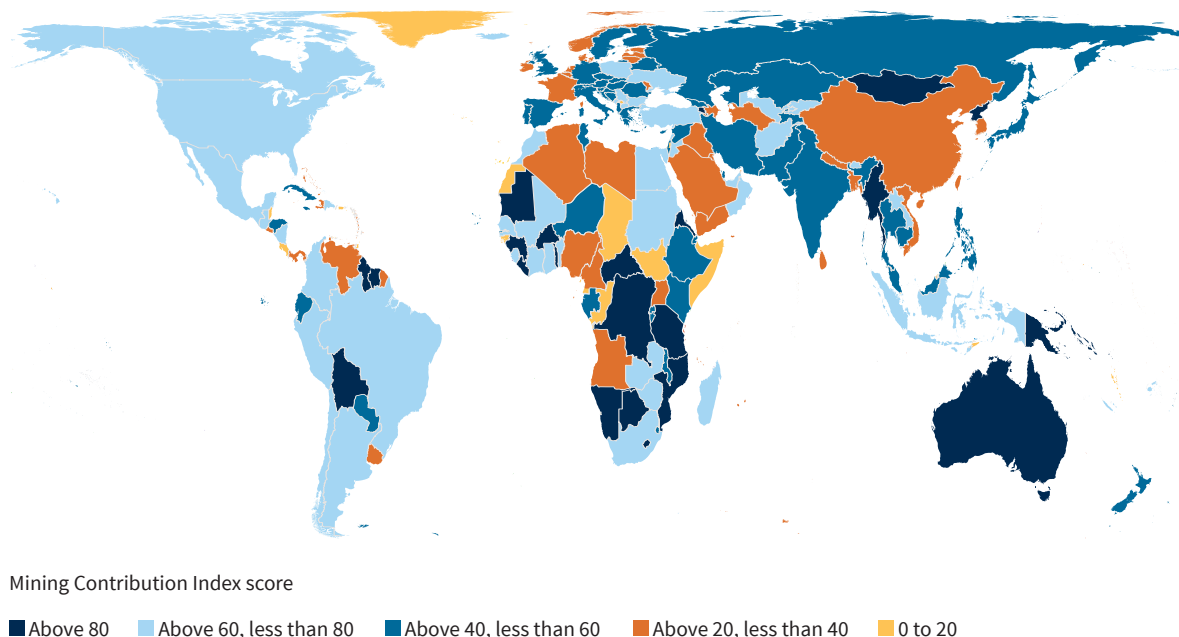 Mining Contribution Index score
Above 80 Above 60, less than 80 Above 40, less than 60 Above 20, less than 40 0 to 20